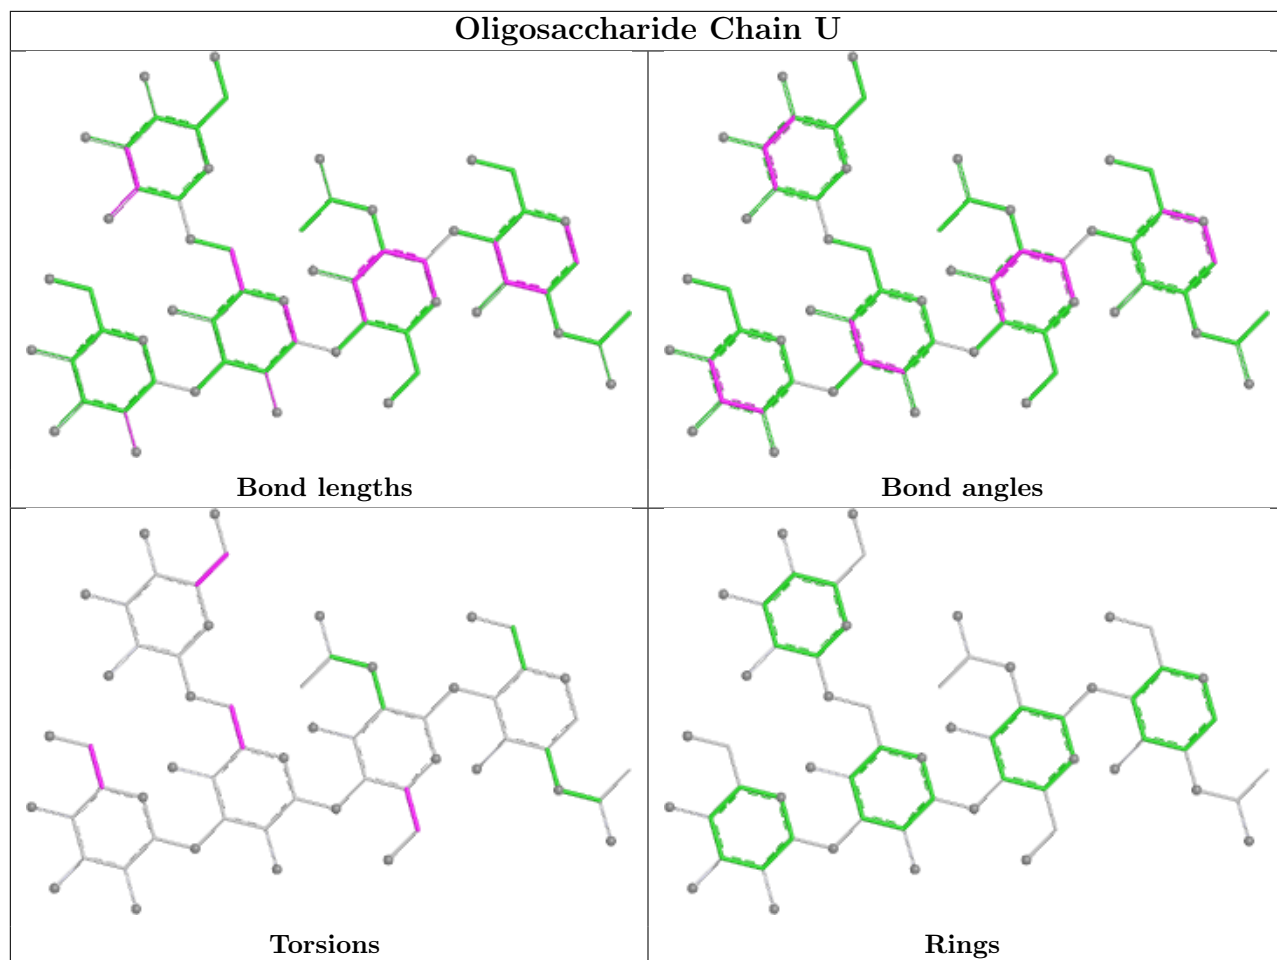 Oligosaccharide Chain U
Bond lengths
Bond angles
Torsions
Rings